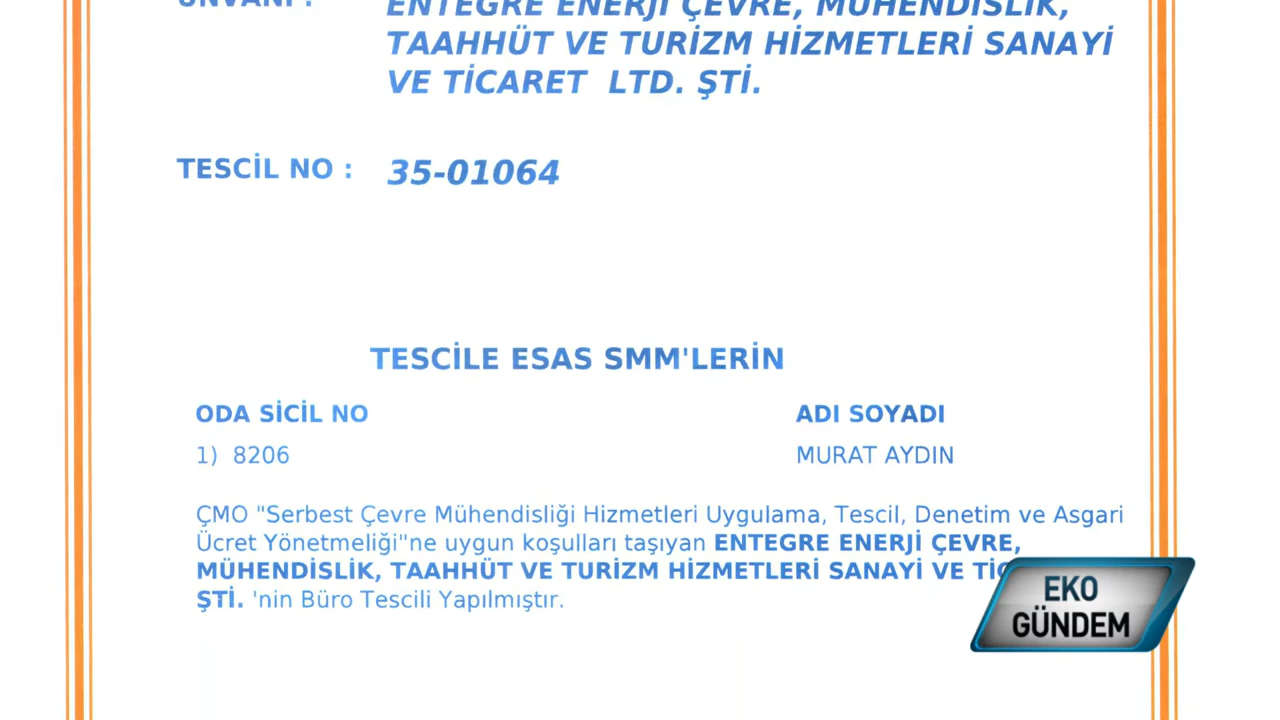 ÜNVANI :
ENTEGRE ENERJİ ÇEVRE, MÜHENDİSLİK,
TAAHHÜT VE TURİZM HİZMETLERİ SANAYİ
VE TİCARET LTD. ŞTİ.
TESCİL NO : 35-01064
TESCİLE ESAS SMM'LERİN
ODA SİCİL NO ADI SOYADI
1) 8206 MURAT AYDIN
ÇMO "Serbest Çevre Mühendisliği Hizmetleri Uygulama, Tescil, Denetim ve Asgari
Ücret Yönetmeliği"ne uygun koşulları taşıyan ENTEGRE ENERJİ ÇEVRE,
MÜHENDİSLİK, TAAHHÜT VE TURİZM HİZMETLERİ SANAYİ VE
ŞTİ. 'nin Büro Tescili Yapılmıştır.
EKO
GÜNDEM